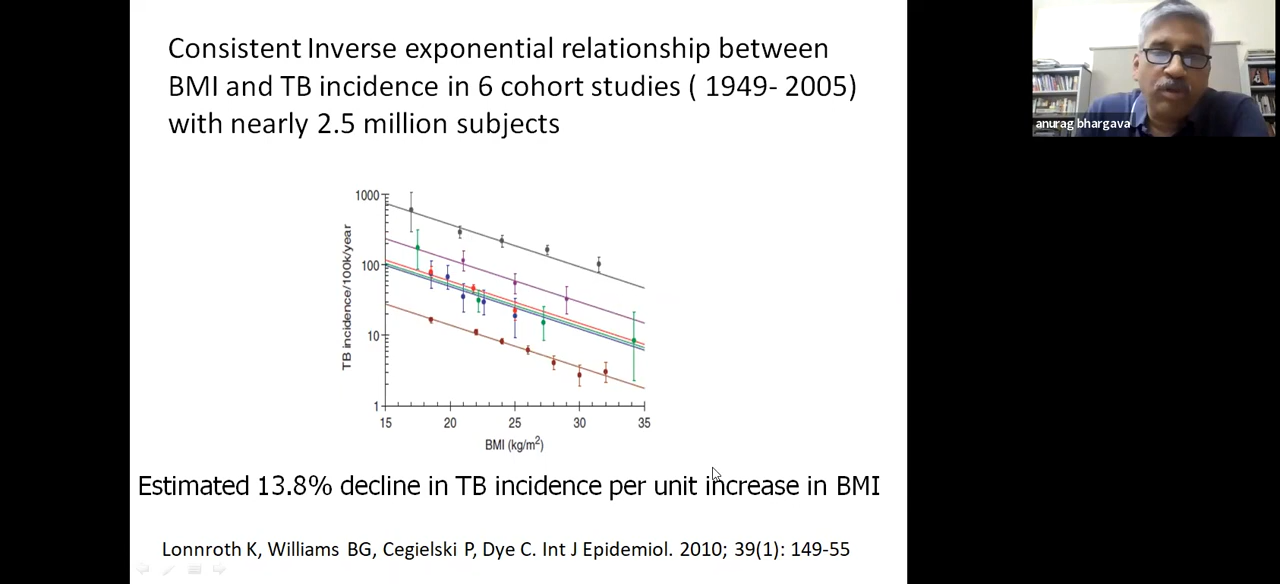 Consistent Inverse exponential relationship between
BMI and TB incidence in 6 cohort studies ( 1949- 2005)
with nearly 2.5 million subjects
anurag bhargava
TB incidence/100k/year
1000
100
10
1
15 20 25 30 35
BMI (kg/m²)
Estimated 13.8% decline in TB incidence per unit increase in BMI
Lonnroth K, Williams BG, Cegielski P, Dye C. Int J Epidemiol. 2010; 39(1): 149-55